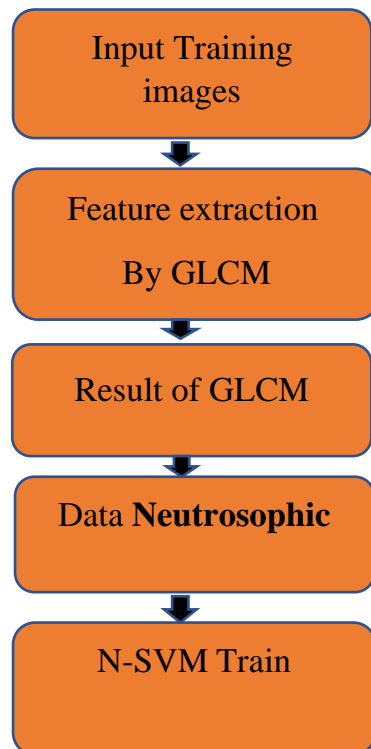 Input Training
images
Feature extraction
By GLCM
Result of GLCM
Data Neutrosophic
N-SVM Train